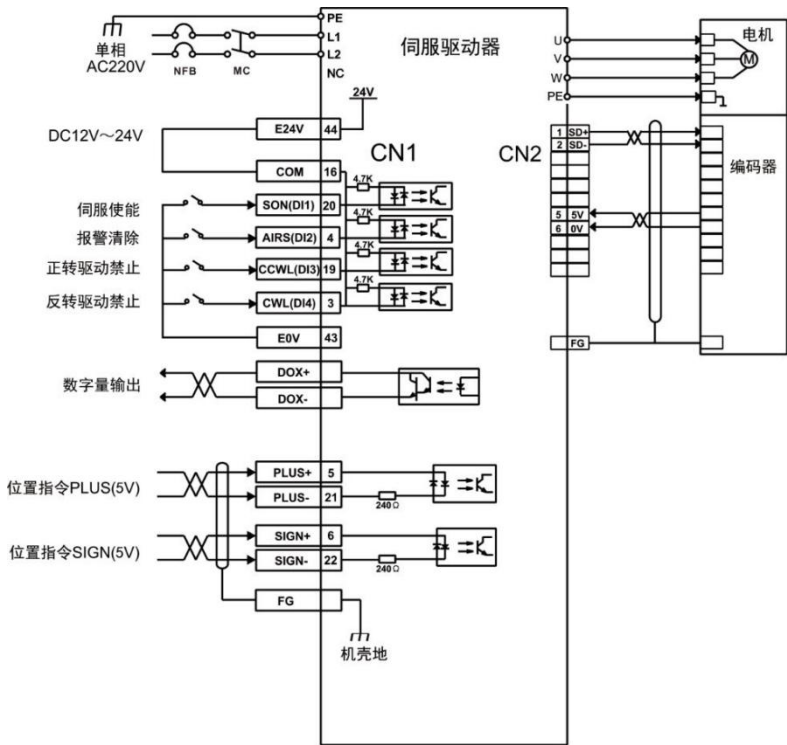 PE
L1
L2
NC
单相
AC220V
NFB
MC
伺服驱动器
U
V
W
PE
电机
M
24V
DC12V～24V
E24V 44
CN1
CN2
COM 16
4.7K
伺服使能
SON(DI1) 20
4.7K
报警清除
AIRS(DI2) 4
4.7K
正转驱动禁止
CCWL(DI3) 19
4.7K
反转驱动禁止
CWL(DI4) 3
E0V 43
1 SD+
2 SD-
5 5V
6 0V
FG
编码器
数字量输出
DOX+
DOX-
位置指令PLUS(5V)
PLUS+ 5
PLUS- 21
240Ω
位置指令SIGN(5V)
SIGN+ 6
SIGN- 22
240Ω
FG
机壳地